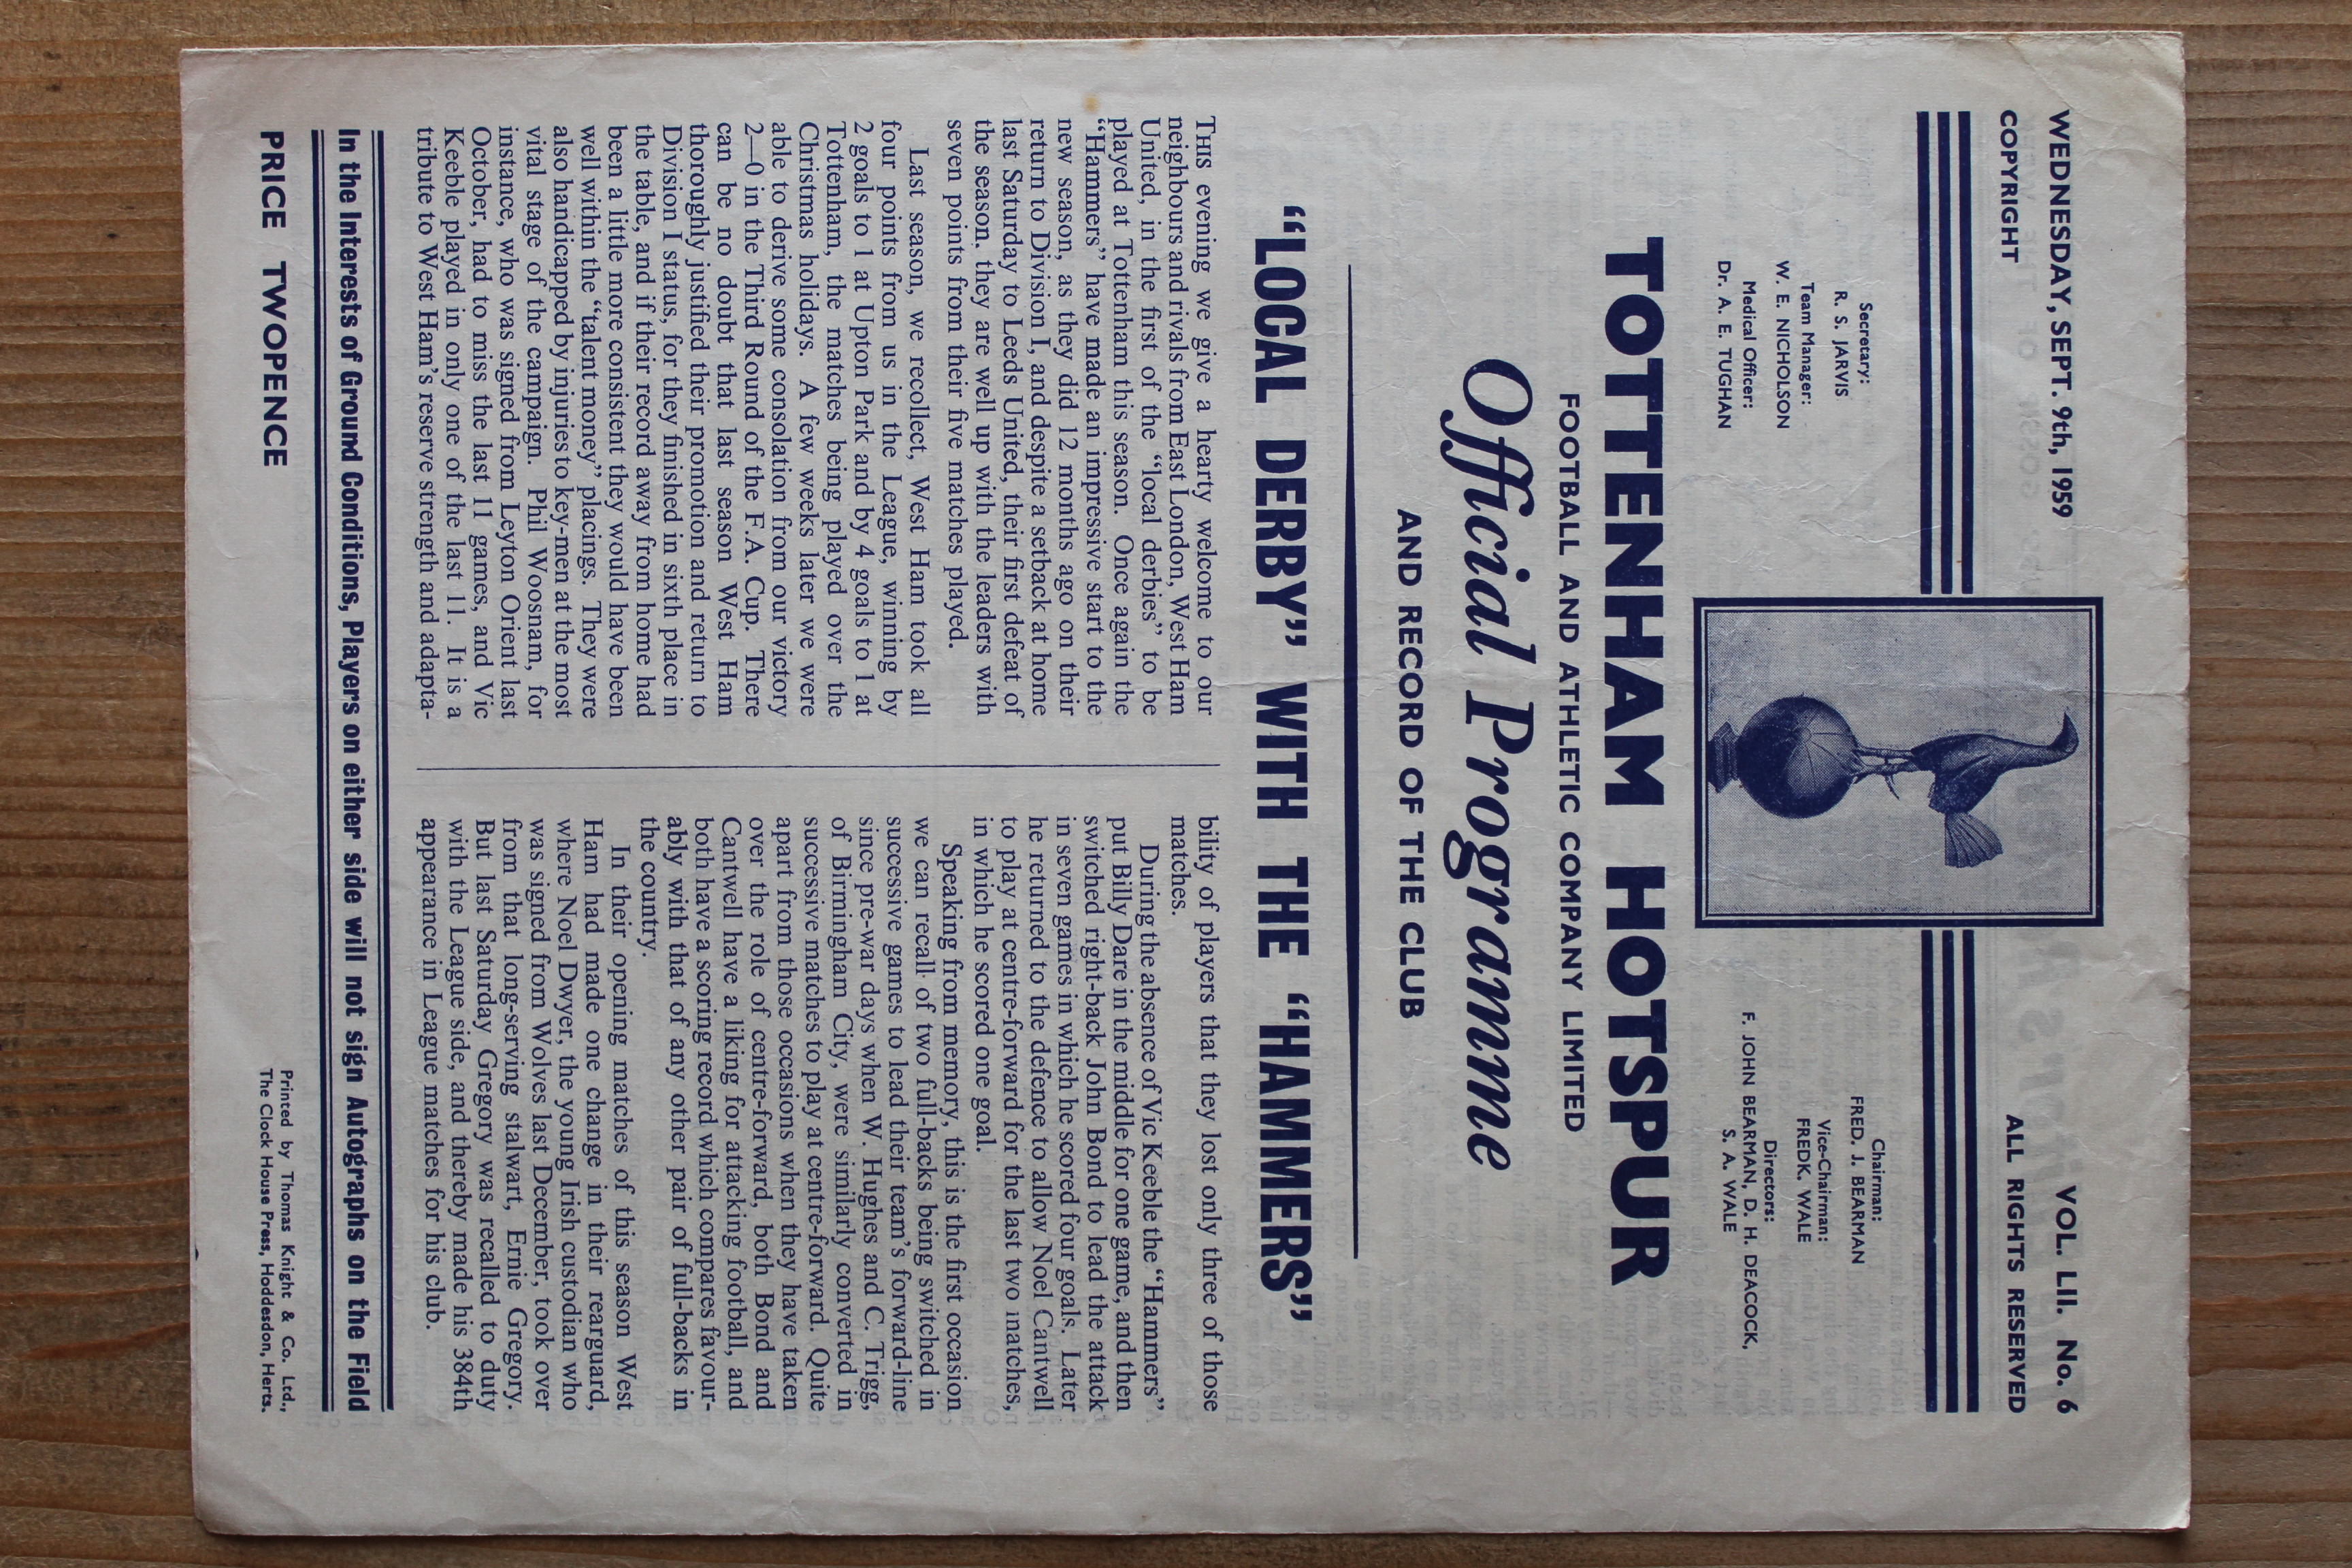 WEDNESDAY, SEPT. 9th, 1959
VOL. LII. No. 6
COPYRIGHT
ALL RIGHTS RESERVED
Secretary:
R. S. JARVIS
Team Manager:
W. E. NICHOLSON
Medical Officer:
Dr. A. E. TUGHAN
Chairman:
FRED. J. BEARMAN
Vice-Chairman:
FREDK. WALE
Directors:
F. JOHN BEARMAN, D. H. DEACOCK,
S. A. WALE
TOTTENHAM HOTSPUR
FOOTBALL AND ATHLETIC COMPANY LIMITED
Official Programme
AND RECORD OF THE CLUB
“LOCAL DERBY” WITH THE “HAMMERS”
THIS evening we give a hearty welcome to our
neighbours and rivals from East London, West Ham
United, in the first of the “local derbies” to be
played at Tottenham this season. Once again the
“Hammers” have made an impressive start to the
new season, as they did 12 months ago on their
return to Division I, and despite a setback at home
last Saturday to Leeds United, their first defeat of
the season, they are well up with the leaders with
seven points from their five matches played.
Last season, we recollect, West Ham took all
four points from us in the League, winning by
2 goals to 1 at Upton Park and by 4 goals to 1 at
Tottenham, the matches being played over the
Christmas holidays. A few weeks later we were
able to derive some consolation from our victory
2—0 in the Third Round of the F.A. Cup. There
can be no doubt that last season West Ham
thoroughly justified their promotion and return to
Division I status, for they finished in sixth place in
the table, and if their record away from home had
been a little more consistent they would have been
well within the “talent money” placings. They were
also handicapped by injuries to key-men at the most
vital stage of the campaign. Phil Woosnam, for
instance, who was signed from Leyton Orient last
October, had to miss the last 11 games, and Vic
Keeble played in only one of the last 11. It is a
tribute to West Ham’s reserve strength and adapta-
bility of players that they lost only three of those
matches.
During the absence of Vic Keeble the “Hammers”
put Billy Dare in the middle for one game, and then
switched right-back John Bond to lead the attack
in seven games in which he scored four goals. Later
he returned to the defence to allow Noel Cantwell
to play at centre-forward for the last two matches,
in which he scored one goal.
Speaking from memory, this is the first occasion
we can recall of two full-backs being switched in
successive games to lead their team’s forward-line
since pre-war days when W. Hughes and C. Trigg,
of Birmingham City, were similarly converted in
successive matches to play at centre-forward. Quite
apart from those occasions when they have taken
over the role of centre-forward, both Bond and
Cantwell have a liking for attacking football, and
both have a scoring record which compares favour-
ably with that of any other pair of full-backs in
the country.
In their opening matches of this season West
Ham had made one change in their rearguard,
where Noel Dwyer, the young Irish custodian who
was signed from Wolves last December, took over
from that long-serving stalwart, Ernie Gregory.
But last Saturday Gregory was recalled to duty
with the League side, and thereby made his 384th
appearance in League matches for his club.
In the Interests of Ground Conditions, Players on either side will not sign Autographs on the Field
PRICE TWOPENCE
Printed by Thomas Knight & Co. Ltd.,
The Clock House Press, Hoddesdon, Herts.